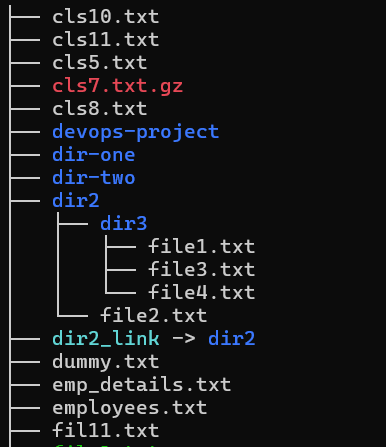 ├── cls10.txt
├── cls11.txt
├── cls5.txt
├── cls7.txt.gz
├── cls8.txt
├── devops-project
├── dir-one
├── dir-two
├── dir2
│   ├── dir3
│   │   ├── file1.txt
│   │   ├── file3.txt
│   │   └── file4.txt
│   └── file2.txt
├── dir2_link -> dir2
├── dummy.txt
├── emp_details.txt
├── employees.txt
├── fil11.txt